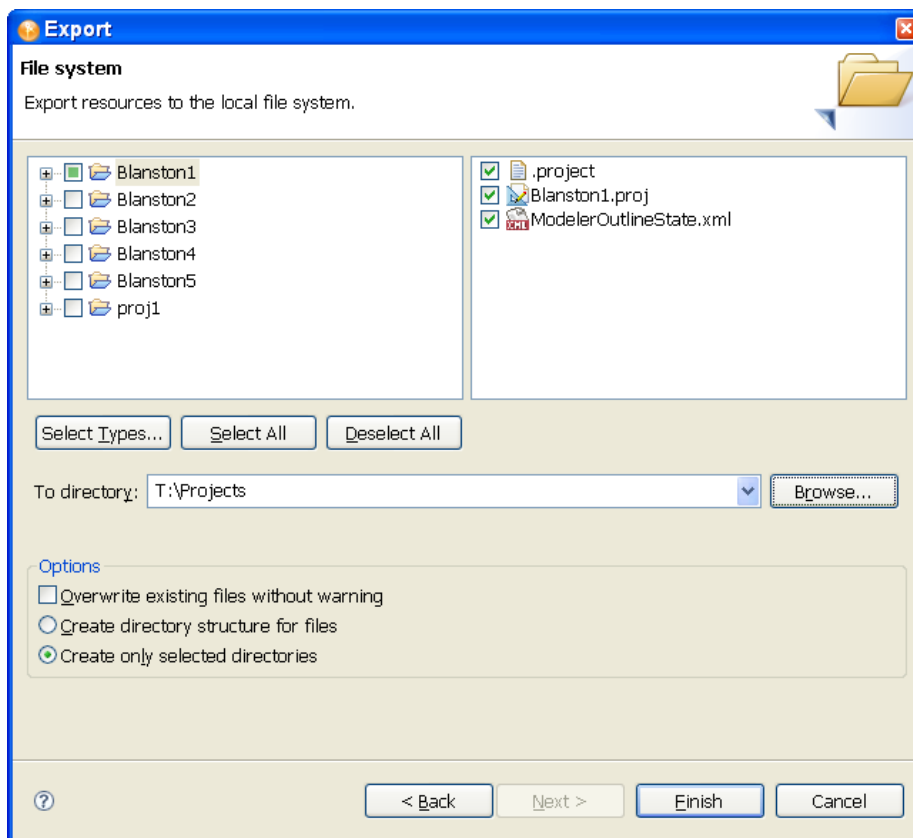 Export
File system
Export resources to the local file system.
Blanston1
Blanston2
Blanston3
Blanston4
Blanston5
proj1
.project
Blanston1.proj
ModelerOutlineState.xml
Select Types... Select All Deselect All
To directory: T:\Projects Browse...
Options
Overwrite existing files without warning
Create directory structure for files
Create only selected directories
? < Back Next > Finish Cancel